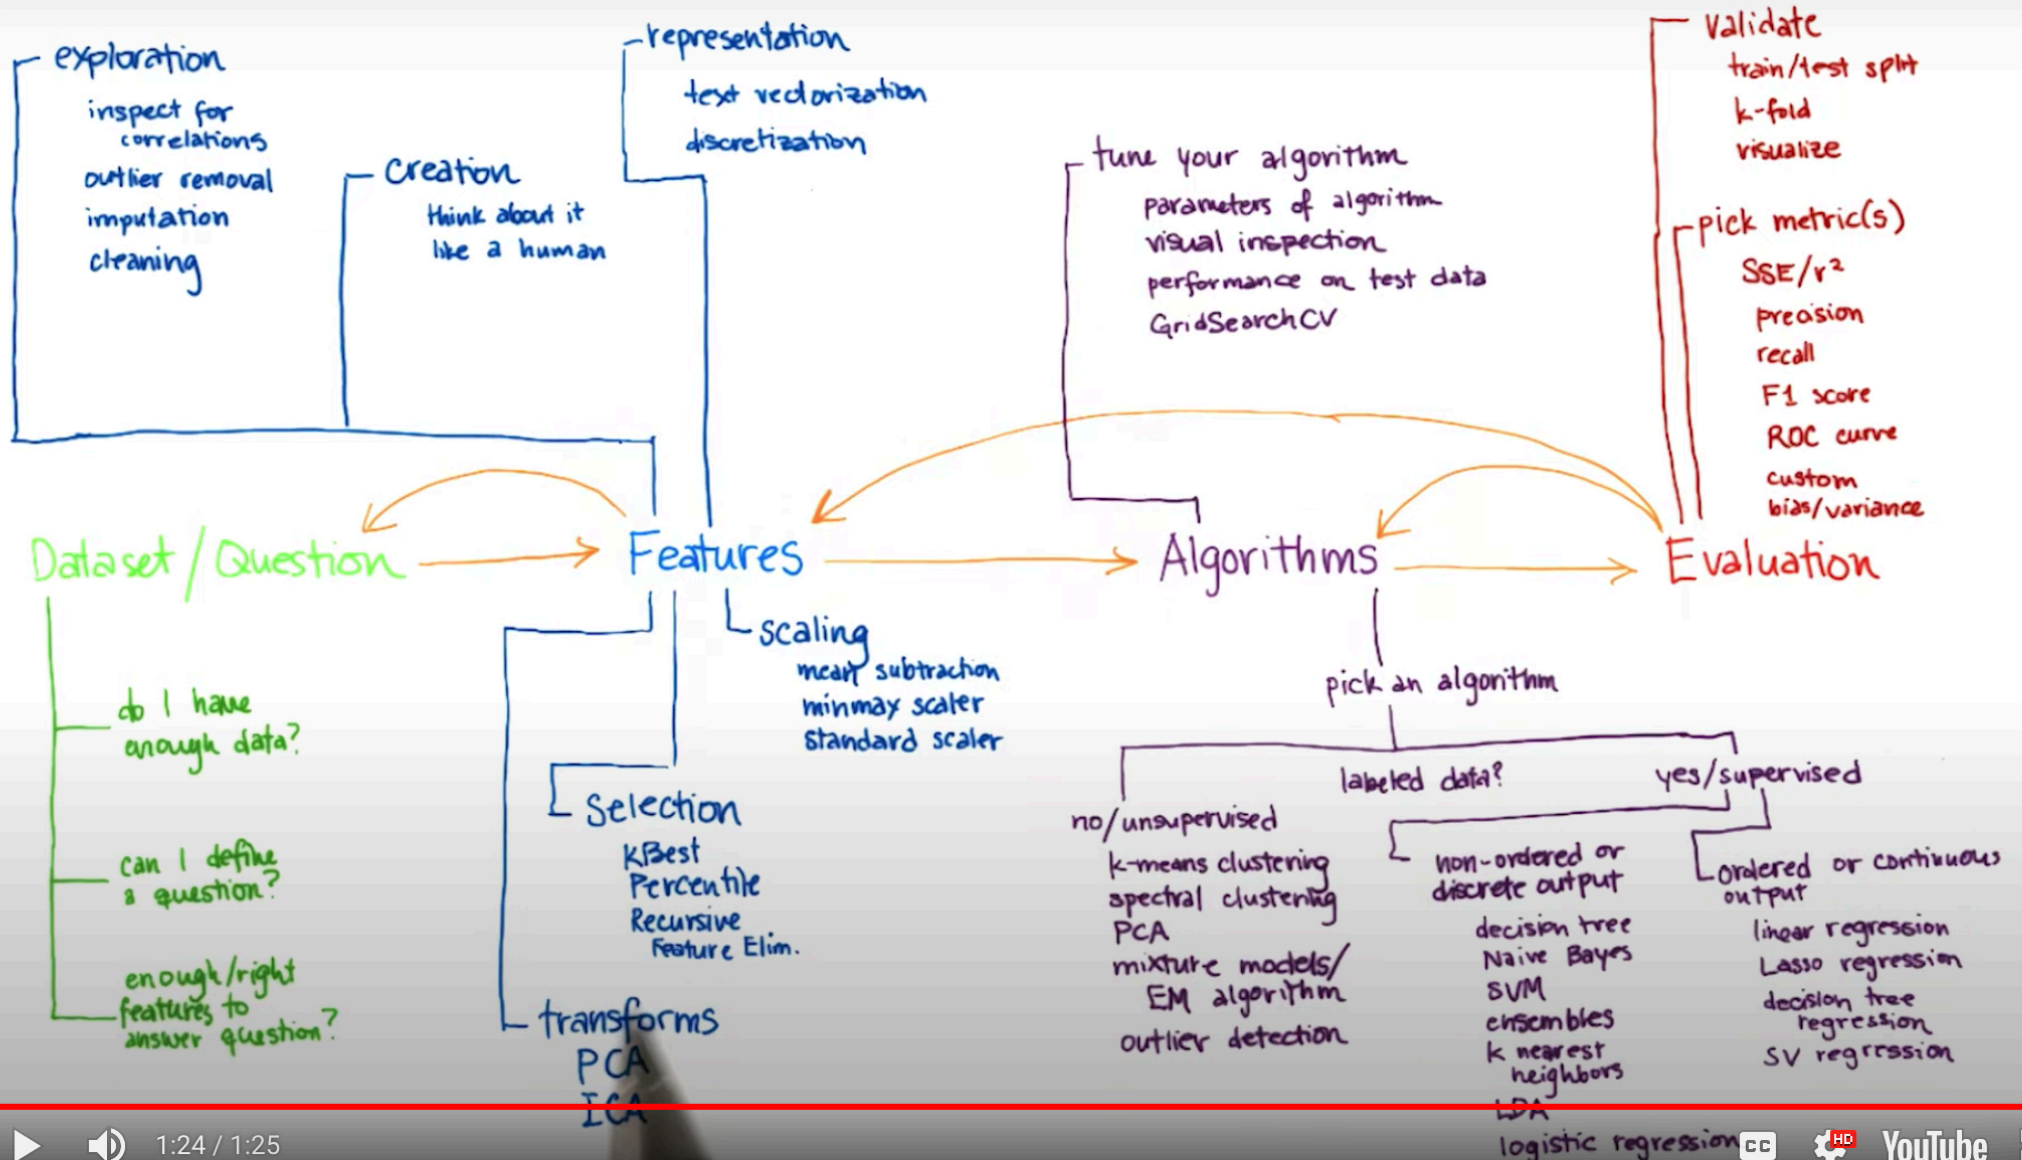 exploration
inspect for
correlations
outlier removal
imputation
cleaning
creation
think about it
like a human
representation
text vectorization
discretization
tune your algorithm
parameters of algorithm
visual inspection
performance on test data
GridSearchCV
validate
train/test split
k-fold
visualize
pick metric(s)
SSE/r²
precision
recall
F1 score
ROC curve
custom
bias/variance
Dataset/Question
Features
Algorithms
Evaluation
do I have
enough data?
can I define
a question?
enough/right
features to
answer question?
scaling
mean subtraction
minmax scaler
standard scaler
Selection
KBest
Percentile
Recursive
Feature Elim.
transforms
PCA
ICA
pick an algorithm
labeled data?
no/unsupervised
k-means clustering
spectral clustering
PCA
mixture models/
EM algorithm
outlier detection
yes/supervised
non-ordered or
discrete output
decision tree
Naive Bayes
SVM
ensembles
k nearest
neighbors
LDA
logistic regression
ordered or continuous
output
linear regression
Lasso regression
decision tree
regression
SV regression
1:24 / 1:25
CC
HD
YouTube